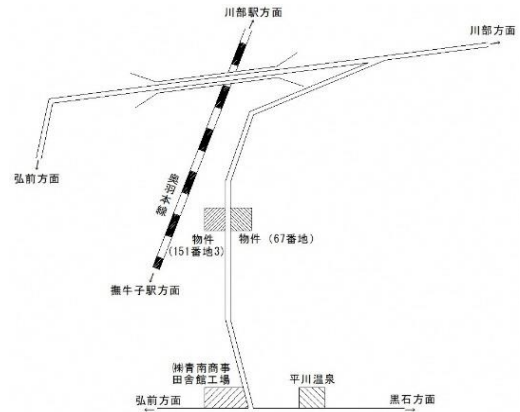 川部駅方面
川部方面
弘前方面
奥羽本線
物件
(151番地3)
物件 (67番地)
撫牛子駅方面
㈱青南商事
田舎館工場
平川温泉
弘前方面
黒石方面